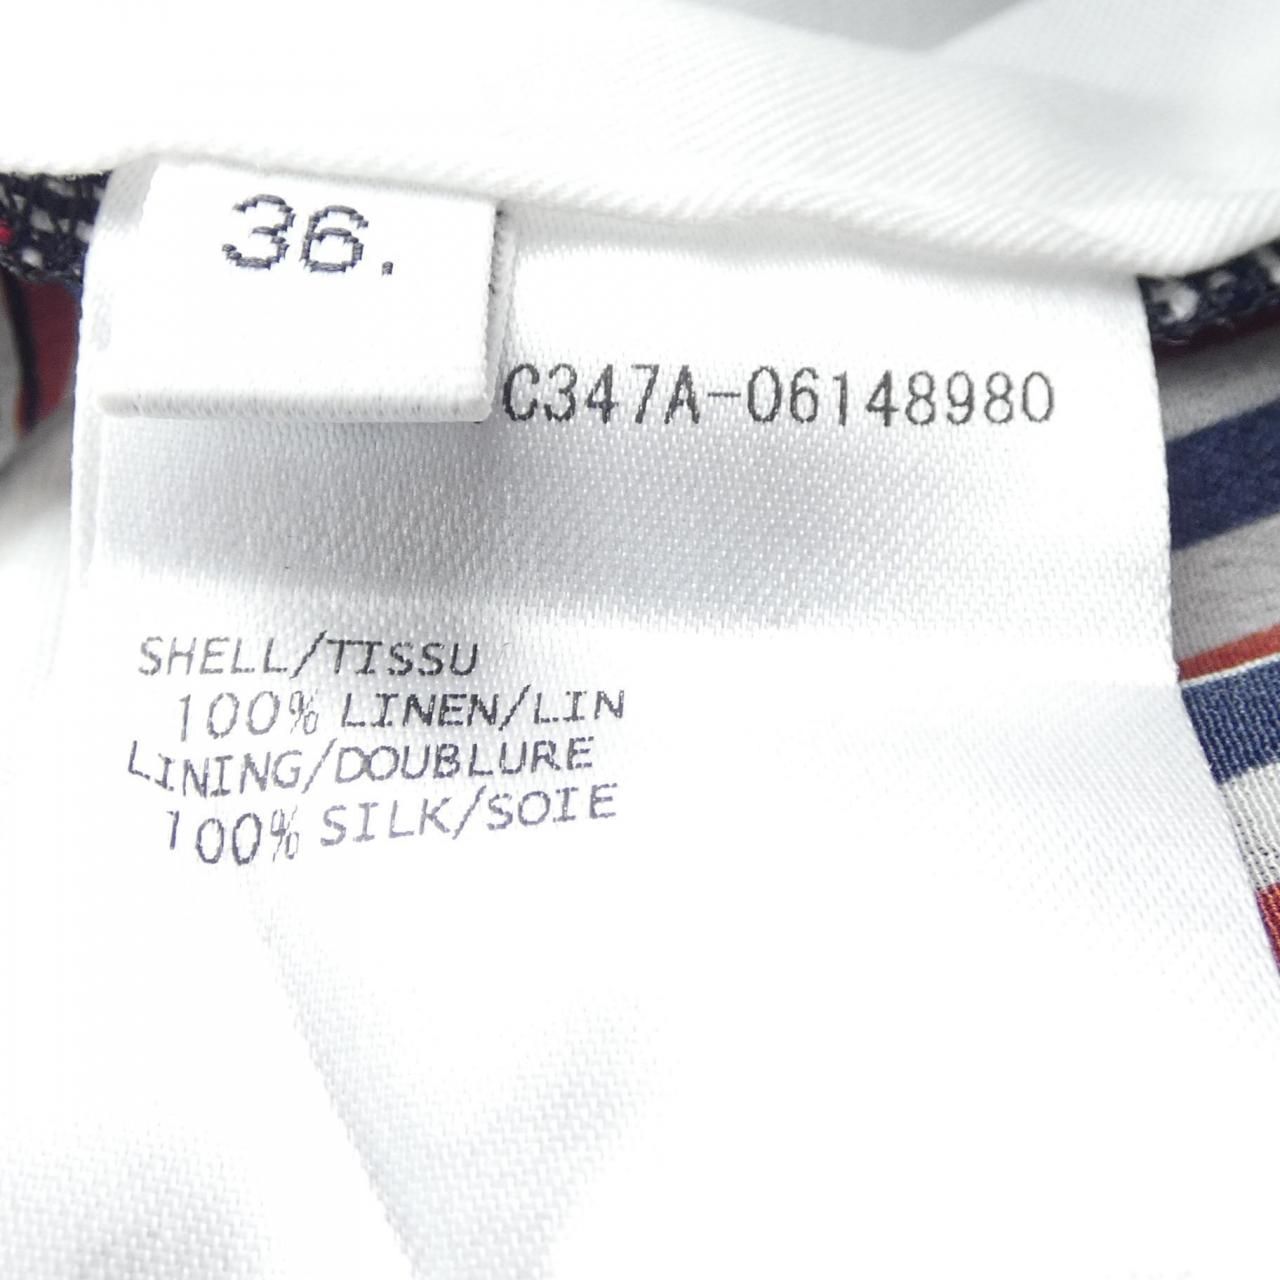 36.
C347A-06148980
SHELL/TISSU
100% LINEN/LIN
LINING/DOUBLURE
100% SILK/SOIE